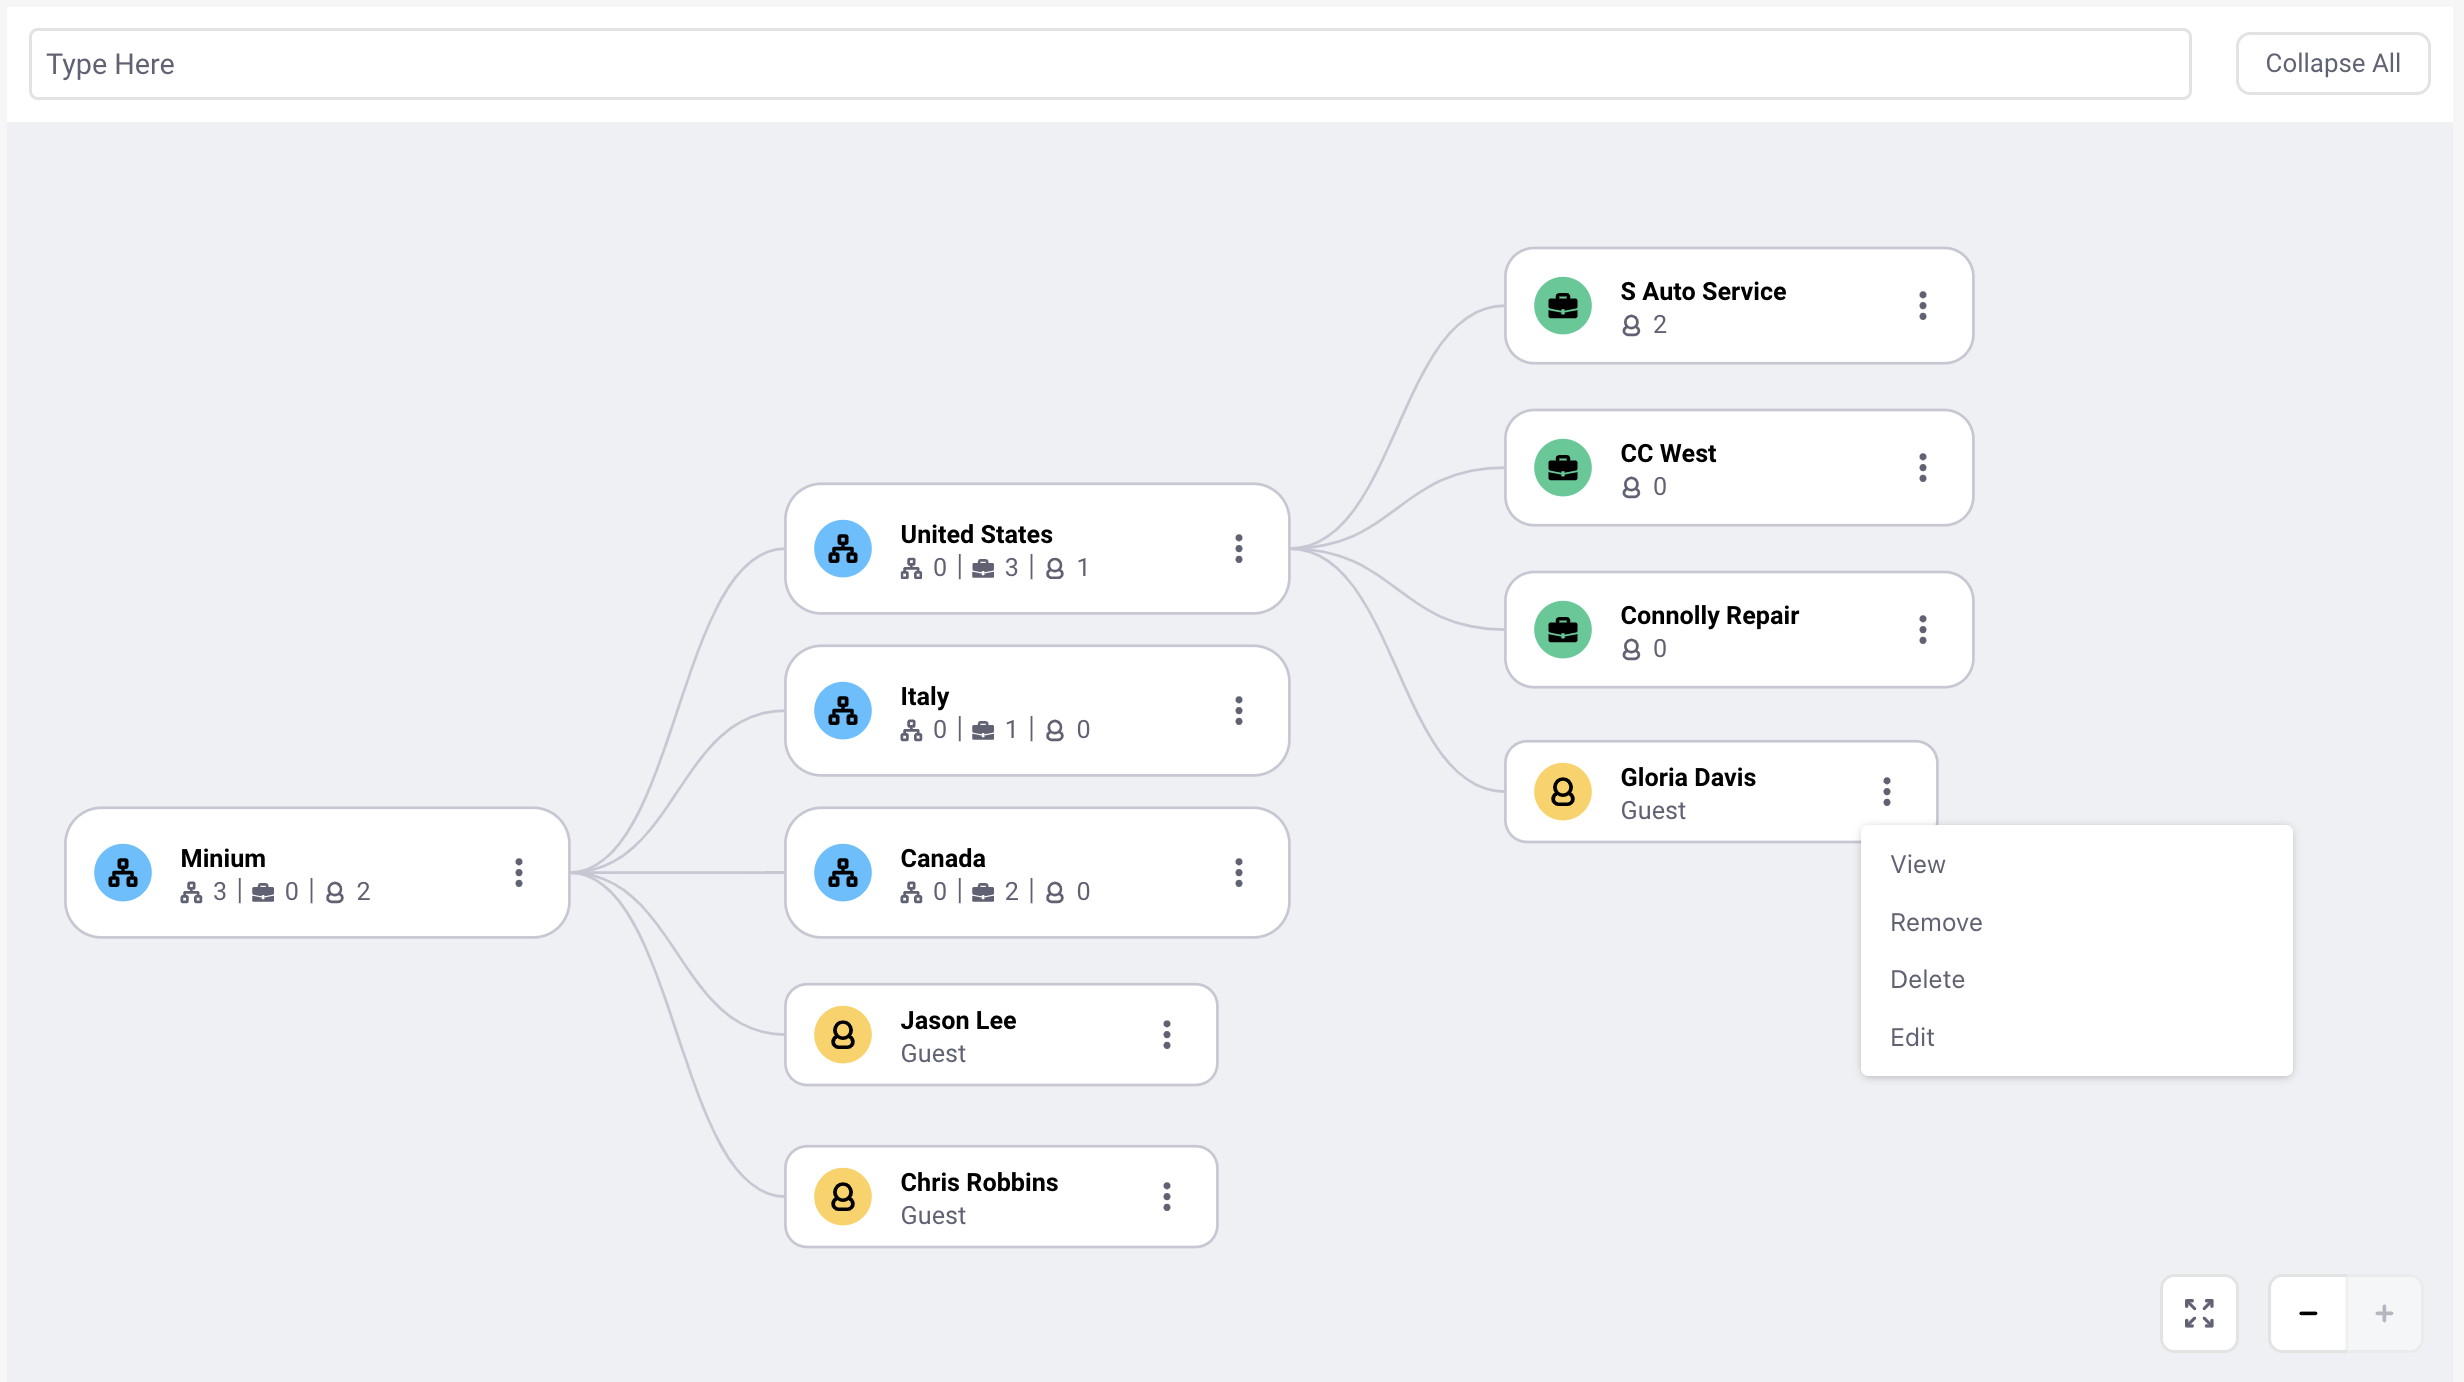 Type Here
Collapse All
S Auto Service
2
CC West
0
United States
0 | 3 | 1
Connolly Repair
0
Italy
0 | 1 | 0
Gloria Davis
Guest
Minium
3 | 0 | 2
Canada
0 | 2 | 0
View
Remove
Delete
Edit
Jason Lee
Guest
Chris Robbins
Guest